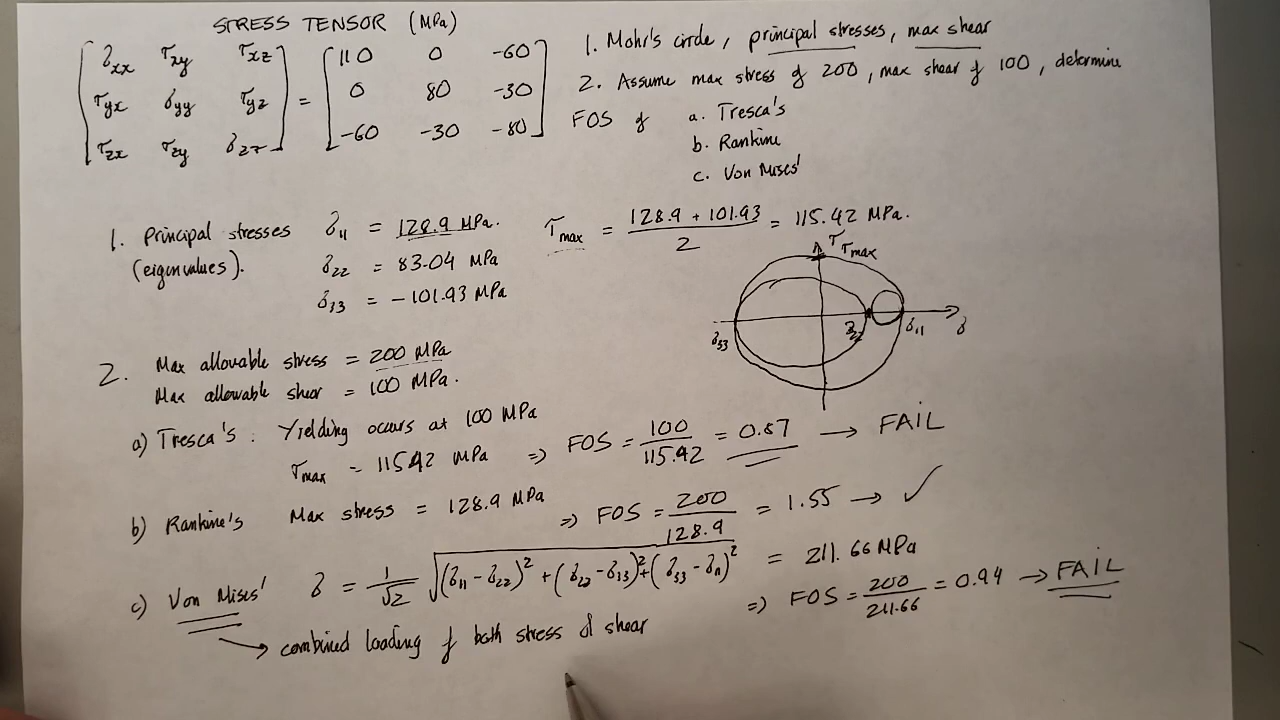 STRESS TENSOR (MPa)
[σxx τxy τxz] = [110 0 -60]
[τyx σyy τyz] = [0 80 -30]
[τzx τzy σzz] = [-60 -30 -80]
1. Mohr's circle, principal stresses, max shear
2. Assume max stress of 200, max shear of 100, determine
FOS of a. Tresca's
b. Rankine
c. Von Mises'
1. Principal stresses σ11 = 128.9 MPa.
(eigenvalues). σ22 = 83.04 MPa
σ33 = -101.93 MPa
τmax = (128.9 + 101.93)/2 = 115.42 MPa.
τ
τmax
σ33 σ22 σ11 σ
2. Max allowable stress = 200 MPa
Max allowable shear = 100 MPa.
a) Tresca's : Yielding occurs at 100 MPa
τmax = 115.42 MPa => FOS = 100/115.42 = 0.87 → FAIL
b) Rankine's Max stress = 128.9 MPa => FOS = 200/128.9 = 1.55 → ✓
c) Von Mises' σ = 1/√2 √((σ11 - σ22)² + (σ22 - σ33)² + (σ33 - σ11)²) = 211.66 MPa
=> FOS = 200/211.66 = 0.94 → FAIL
→ combined loading of both stress & shear